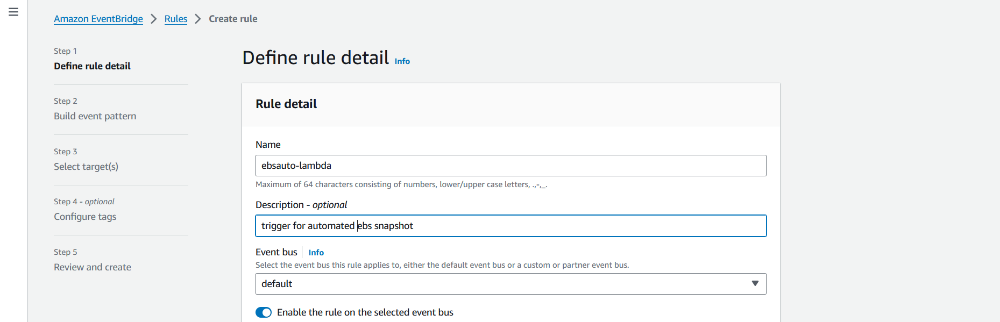 Amazon EventBridge > Rules > Create rule
Step 1
Define rule detail
Step 2
Build event pattern
Step 3
Select target(s)
Step 4 - optional
Configure tags
Step 5
Review and create
Define rule detail Info
Rule detail
Name
ebsauto-lambda
Maximum of 64 characters consisting of numbers, lower/upper case letters, .,-,_.
Description - optional
trigger for automated ebs snapshot
Event bus Info
Select the event bus this rule applies to, either the default event bus or a custom or partner event bus.
default
Enable the rule on the selected event bus